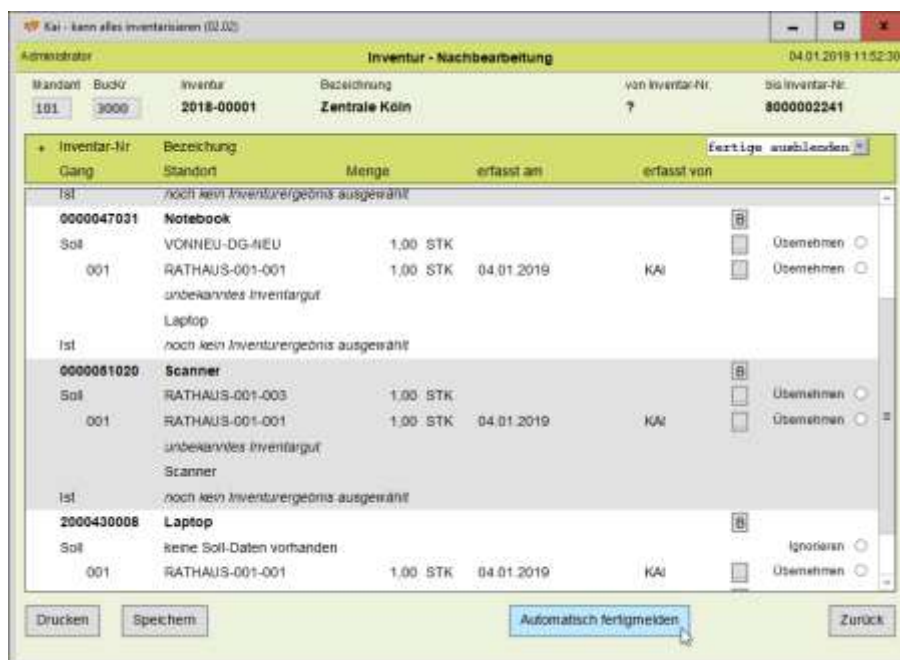 Kai - kann alles inventarisieren (02.02)
Administrator Inventur - Nachbearbeitung 04.01.2019 11:52:30
Mandant BucKr Inventur Bezeichnung von Inventar-Nr. bis Inventar-Nr.
101 3000 2018-00001 Zentrale Köln ? 8000002241
+ Inventar-Nr Bezeichung fertige ausblenden
Gang Standort Menge erfasst am erfasst von
Ist noch kein Inventurergebnis ausgewählt
0000047031 Notebook B
Soll VONNEU-DG-NEU 1,00 STK Übernehmen
001 RATHAUS-001-001 1,00 STK 04.01.2019 KAI Übernehmen
unbekanntes Inventargut
Laptop
Ist noch kein Inventurergebnis ausgewählt
0000051020 Scanner B
Soll RATHAUS-001-003 1,00 STK Übernehmen
001 RATHAUS-001-001 1,00 STK 04.01.2019 KAI Übernehmen
unbekanntes Inventargut
Scanner
Ist noch kein Inventurergebnis ausgewählt
2000430008 Laptop B
Soll keine Soll-Daten vorhanden Ignorieren
001 RATHAUS-001-001 1,00 STK 04.01.2019 KAI Übernehmen
Drucken Speichern Automatisch fertigmelden Zurück